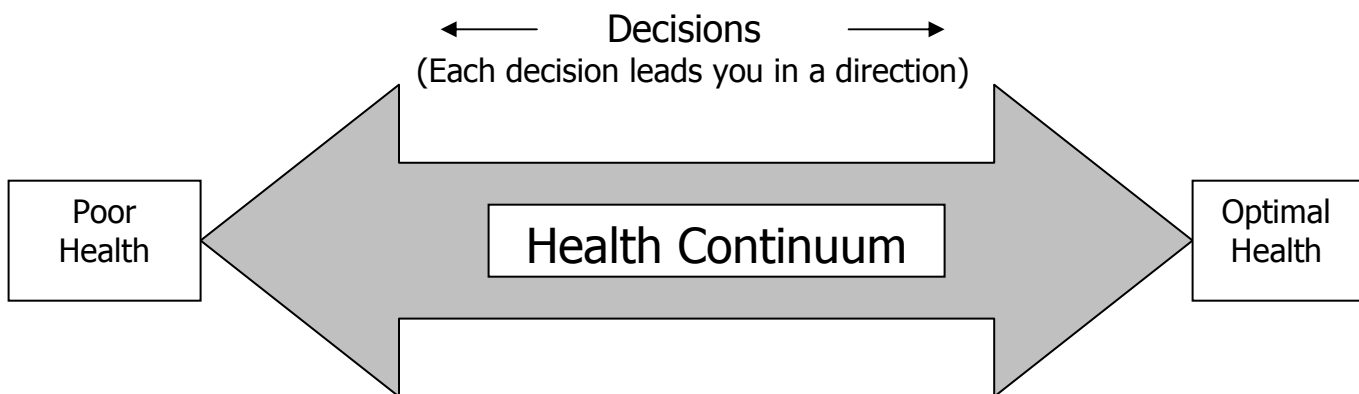 Decisions
(Each decision leads you in a direction)
Poor
Health
Health Continuum
Optimal
Health